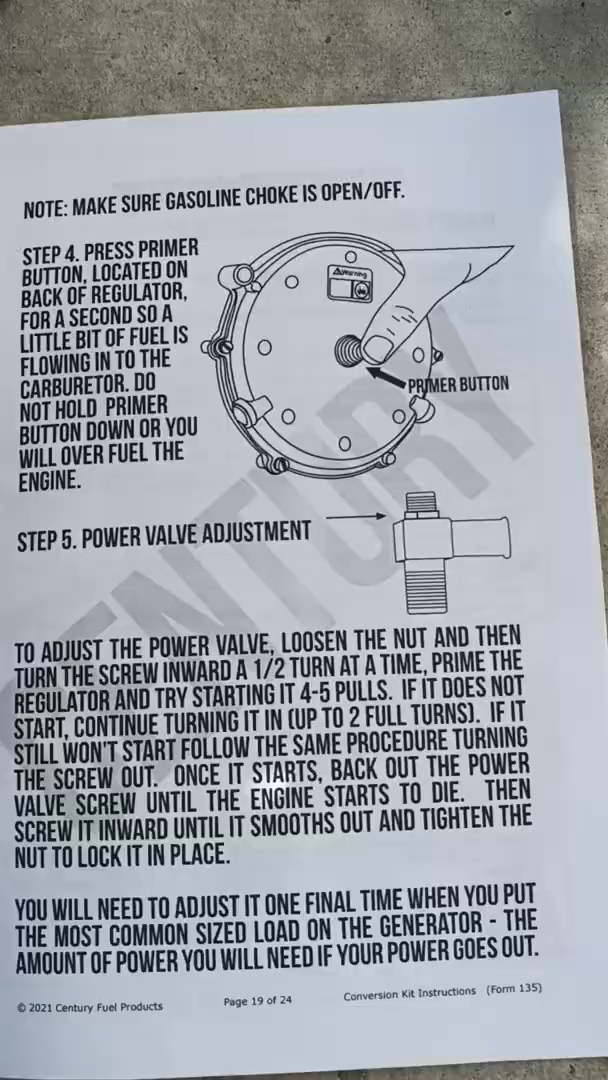 NOTE: MAKE SURE GASOLINE CHOKE IS OPEN/OFF.
STEP 4. PRESS PRIMER
BUTTON, LOCATED ON
BACK OF REGULATOR,
FOR A SECOND SO A
LITTLE BIT OF FUEL IS
FLOWING IN TO THE
CARBURETOR. DO
NOT HOLD PRIMER
BUTTON DOWN OR YOU
WILL OVER FUEL THE
ENGINE.
Warning
PRIMER BUTTON
STEP 5. POWER VALVE ADJUSTMENT
CENTURY
TO ADJUST THE POWER VALVE, LOOSEN THE NUT AND THEN
TURN THE SCREW INWARD A 1/2 TURN AT A TIME, PRIME THE
REGULATOR AND TRY STARTING IT 4-5 PULLS. IF IT DOES NOT
START, CONTINUE TURNING IT IN (UP TO 2 FULL TURNS). IF IT
STILL WON'T START FOLLOW THE SAME PROCEDURE TURNING
THE SCREW OUT. ONCE IT STARTS, BACK OUT THE POWER
VALVE SCREW UNTIL THE ENGINE STARTS TO DIE. THEN
SCREW IT INWARD UNTIL IT SMOOTHS OUT AND TIGHTEN THE
NUT TO LOCK IT IN PLACE.
YOU WILL NEED TO ADJUST IT ONE FINAL TIME WHEN YOU PUT
THE MOST COMMON SIZED LOAD ON THE GENERATOR - THE
AMOUNT OF POWER YOU WILL NEED IF YOUR POWER GOES OUT.
© 2021 Century Fuel Products
Page 19 of 24
Conversion Kit Instructions (Form 135)